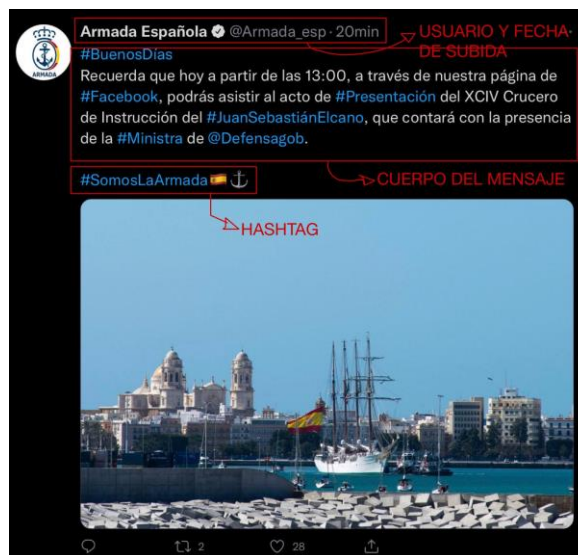 Armada Española @Armada_esp · 20min
USUARIO Y FECHA
DE SUBIDA
#BuenosDías
Recuerda que hoy a partir de las 13:00, a través de nuestra página de
#Facebook, podrás asistir al acto de #Presentación del XCIV Crucero
de Instrucción del #JuanSebastiánElcano, que contará con la presencia
de la #Ministra de @Defensagob.
CUERPO DEL MENSAJE
#SomosLaArmada🇪🇸⚓
HASHTAG
ARMADA
2
28